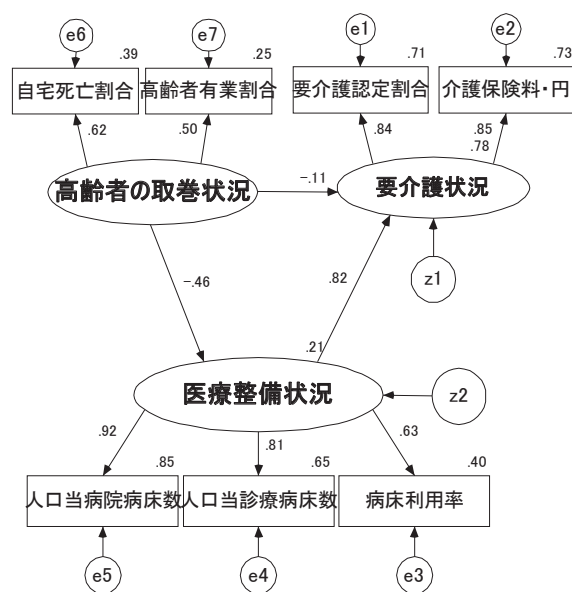 e6
e7
e1
e2
.39
.25
.71
.73
自宅死亡割合
高齢者有業割合
要介護認定割合
介護保険料・円
.62
.50
.84
.85
.78
高齢者の取巻状況
-.11
要介護状況
-.46
.82
z1
.21
医療整備状況
z2
.92
.81
.63
.85
.65
.40
人口当病院病床数
人口当診療病床数
病床利用率
e5
e4
e3